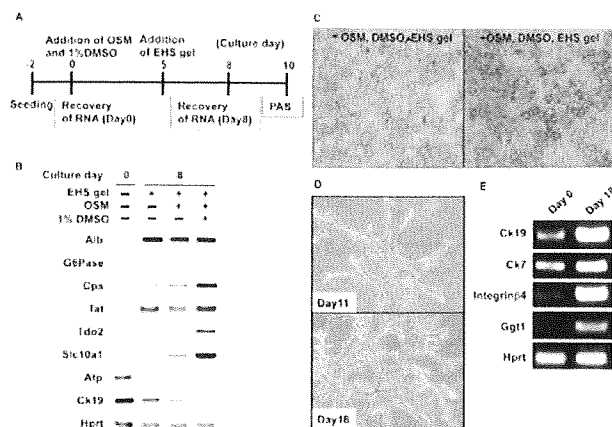 A
Addition of OSM and 1%DMSO
Addition of EHS gel
(Culture day)
-2 0 5 8 10
Seeding
Recovery of RNA (Day0)
Recovery of RNA (Day8)
PAS
B
Culture day 0 8
EHS gel − − + +
OSM − − + +
1% DMSO − − − +
Alb
G6Pase
Cps
Tat
Tdo2
Slc10a1
Afp
Ck19
Hprt
C
OSM, DMSO, EHS gel
+OSM, DMSO, EHS gel
D
Day11
Day18
E
Day 0
Ck19
Ck7
Integrinβ4
Ggt1
Hprt